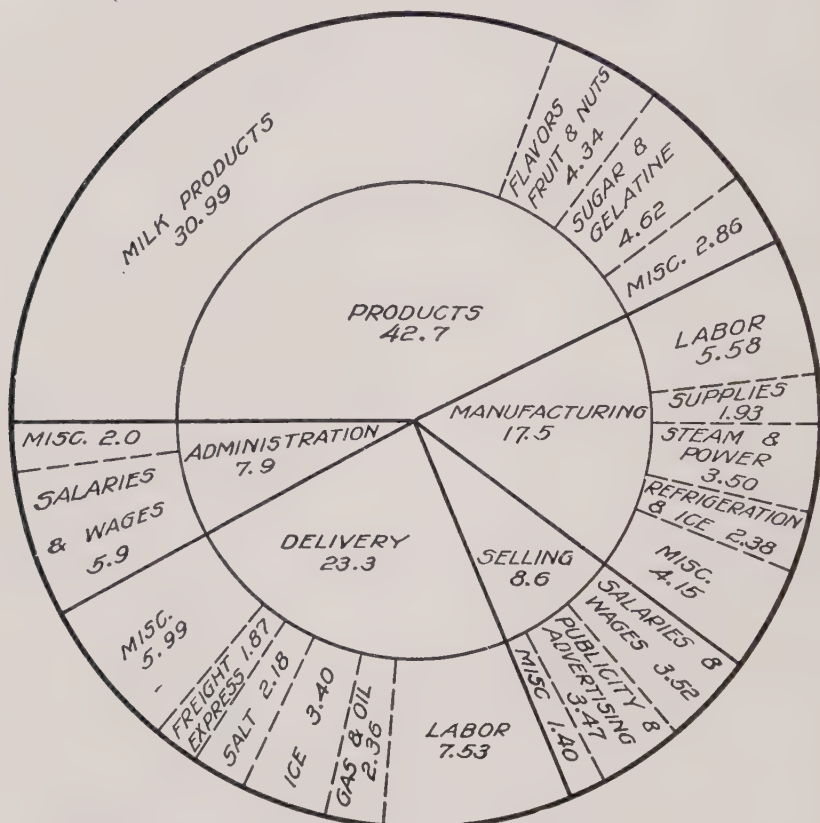 MILK PRODUCTS
30.99
FLAVORS
FRUIT & NUTS
4.34
SUGAR &
GELATINE
4.62
MISC. 2.86
PRODUCTS
42.7
LABOR
5.58
SUPPLIES
1.93
STEAM &
POWER
3.50
REFRIGERATION
& ICE 2.38
MISC.
4.15
MANUFACTURING
17.5
SALARIES &
WAGES 3.52
PUBLICITY &
ADVERTISING
3.47
MISC 1.40
SELLING
8.6
LABOR
7.53
GAS & OIL
2.36
ICE 3.40
SALT 2.18
FREIGHT 1.87
EXPRESS
MISC.
5.99
DELIVERY
23.3
SALARIES
& WAGES
5.9
MISC. 2.0
ADMINISTRATION
7.9